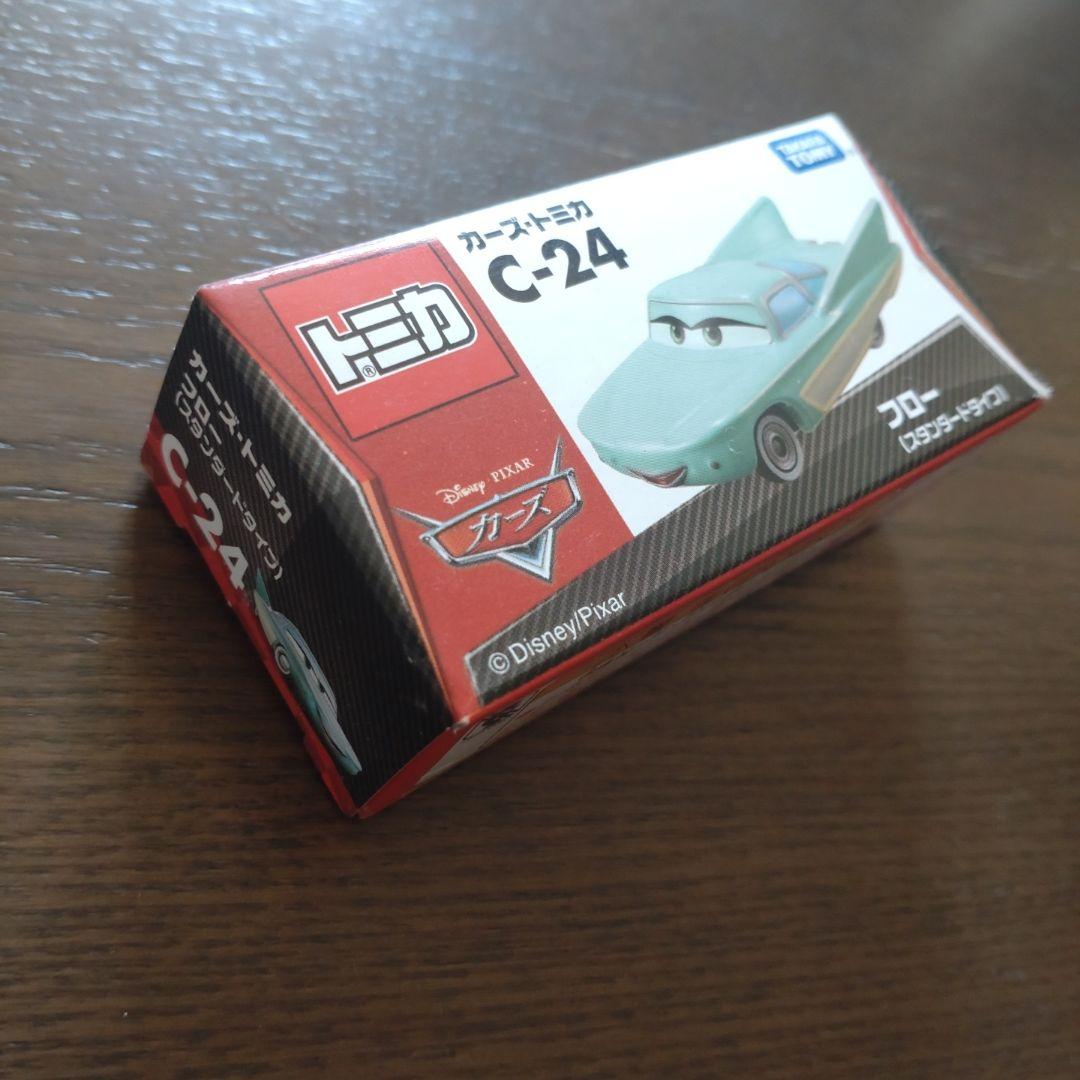 TAKARA
TOMY
カーズ・トミカ
C-24
トミカ®
Disney PIXAR
カーズ
フロー
(スタンダードタイプ)
©Disney/Pixar
カーズ・トミカ
フロー
(スタンダードタイプ)
C-24